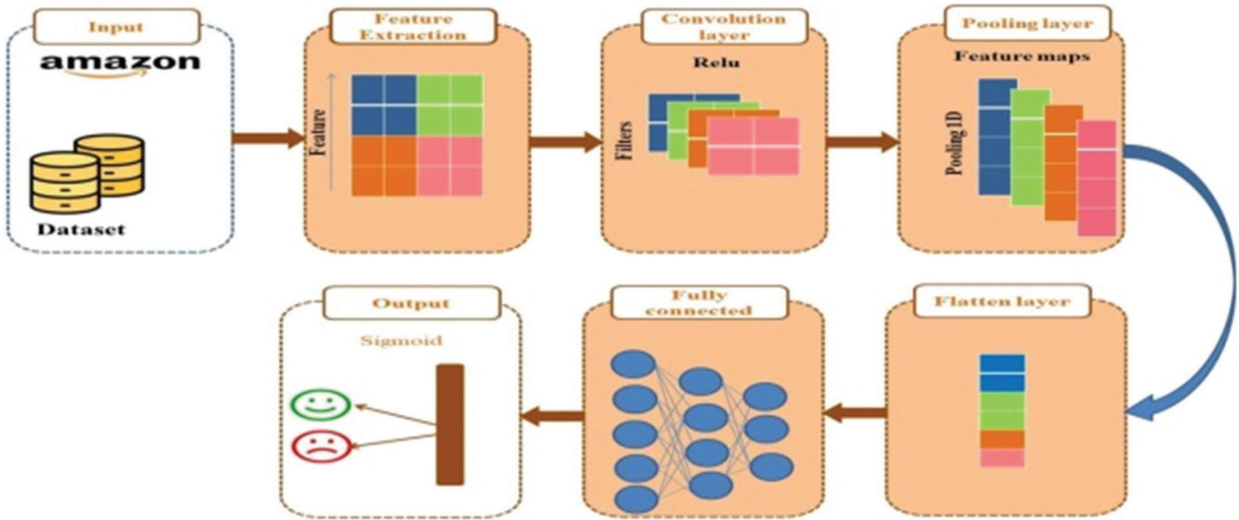 Input
amazon
Dataset
Feature
Extraction
Feature
Convolution
layer
Relu
Filters
Pooling layer
Feature maps
Pooling 1D
Output
Sigmoid
Fully
connected
Flatten layer